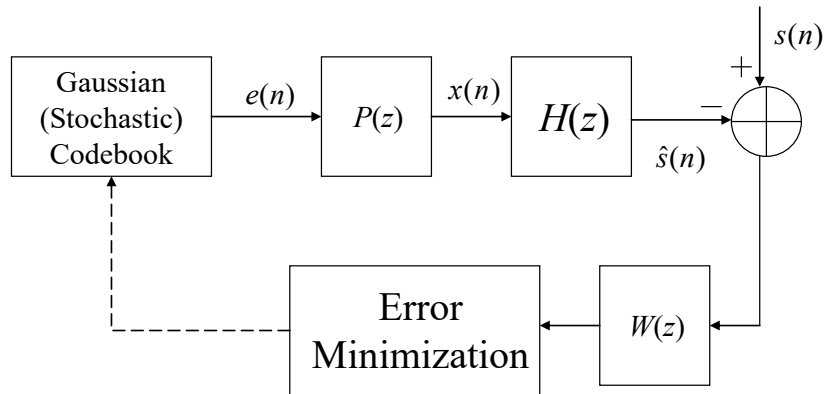 s(n)
+
Gaussian
(Stochastic)
Codebook
e(n)
P(z)
x(n)
H(z)
−
ŝ(n)
Error
Minimization
W(z)